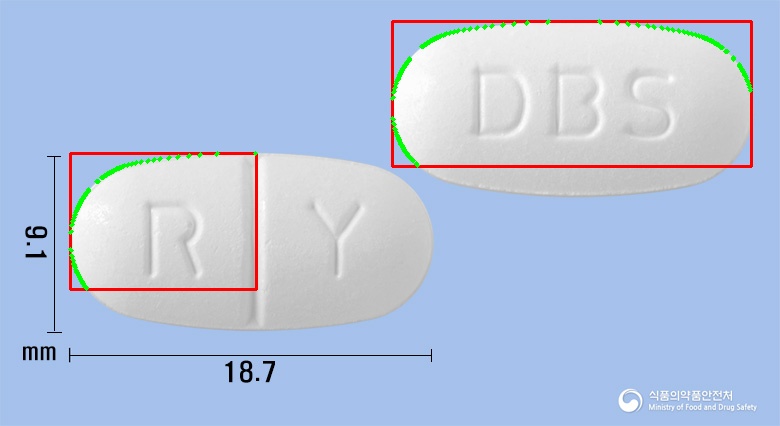 DBS
R Y
9.1
mm
18.7
식품의약품안전처
Ministry of Food and Drug Safety